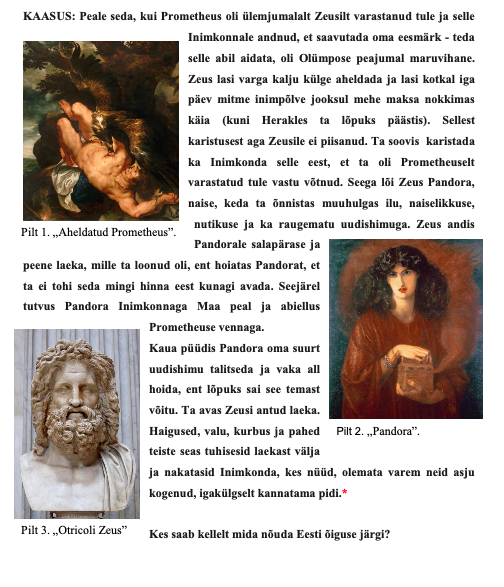 KAASUS: Peale seda, kui Prometheus oli ülemjumalalt Zeusilt varastanud tule ja selle
Inimkonnale andnud, et saavutada oma eesmärk - teda
selle abil aidata, oli Olümpose peajumal maruvihane.
Zeus lasi varga kalju külge aheldada ja lasi kotkal iga
päev mitme inimpõlve jooksul mehe maksa nokkimas
käia (kuni Herakles ta lõpuks päästis). Sellest
karistusest aga Zeusile ei piisanud. Ta soovis karistada
ka Inimkonda selle eest, et ta oli Prometheuselt
varastatud tule vastu võtnud. Seega lõi Zeus Pandora,
naise, keda ta õnnistas muuhulgas ilu, naiselikkuse,
nutikuse ja ka raugematu uudishimuga. Zeus andis
Pilt 1. „Aheldatud Prometheus”.
Pandorale salapärase ja
peene laeka, mille ta loonud oli, ent hoiatas Pandorat, et
ta ei tohi seda mingi hinna eest kunagi avada. Seejärel
tutvus Pandora Inimkonnaga Maa peal ja abiellus
Prometheuse vennaga.
Kaua püüdis Pandora oma suurt
uudishimu talitseda ja vaka all
hoida, ent lõpuks sai see temast
võitu. Ta avas Zeusi antud laeka.
Pilt 2. „Pandora”.
Haigused, valu, kurbus ja pahed
teiste seas tuhisesid laekast välja
ja nakatasid Inimkonda, kes nüüd, olemata varem neid asju
kogenud, igakülgselt kannatama pidi.*
Pilt 3. „Otricoli Zeus”
Kes saab kellelt mida nõuda Eesti õiguse järgi?